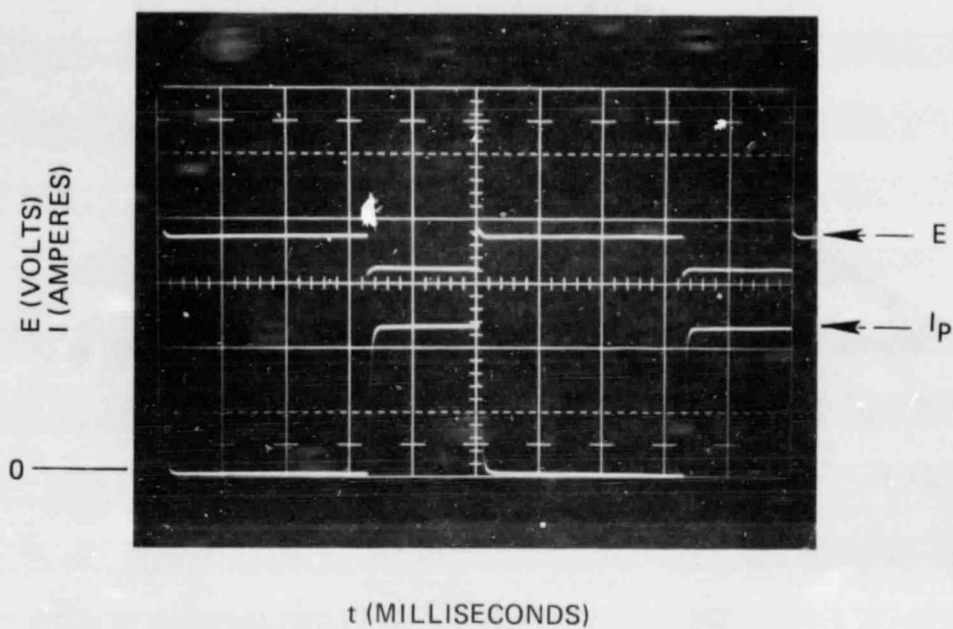 E (VOLTS)
I (AMPERES)
E
Ip
0
t (MILLISECONDS)